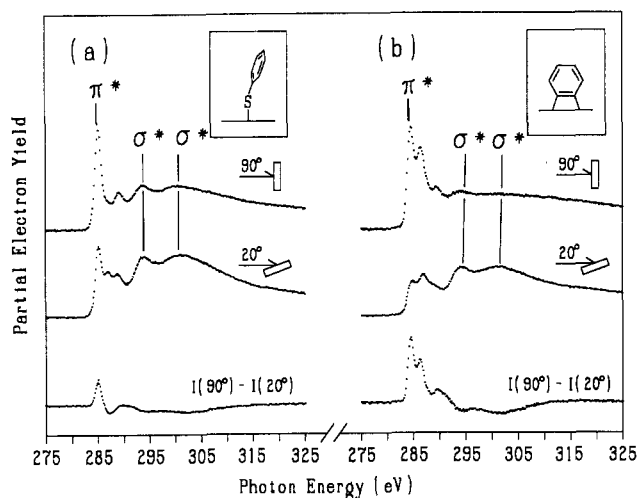 (a)
(b)
π*
σ* σ*
S
90°
20°
I(90°)-I(20°)
π*
σ* σ*
90°
20°
I(90°)-I(20°)
Partial Electron Yield
275 285 295 305 315 325
275 285 295 305 315 325
Photon Energy (eV)